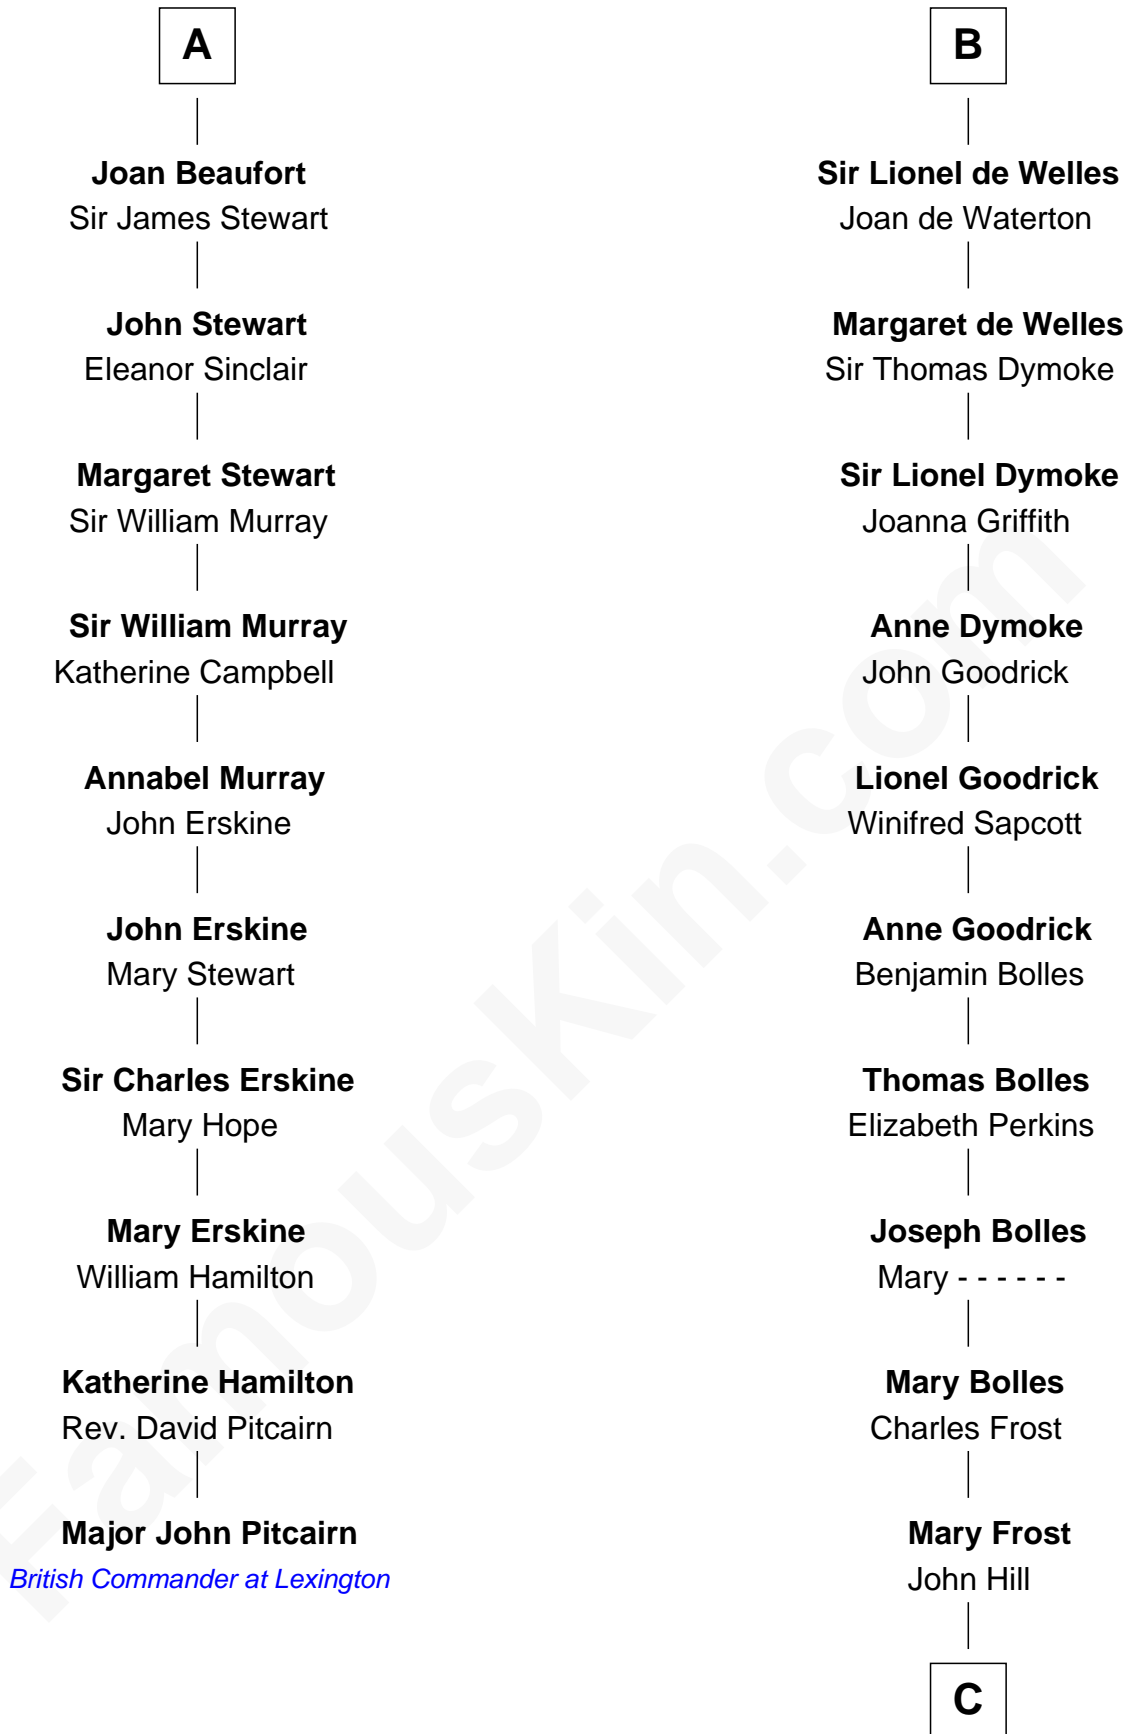 A
Joan Beaufort
Sir James Stewart
John Stewart
Eleanor Sinclair
Margaret Stewart
Sir William Murray
Sir William Murray
Katherine Campbell
Annabel Murray
John Erskine
John Erskine
Mary Stewart
Sir Charles Erskine
Mary Hope
Mary Erskine
William Hamilton
Katherine Hamilton
Rev. David Pitcairn
Major John Pitcairn
British Commander at Lexington
B
Sir Lionel de Welles
Joan de Waterton
Margaret de Welles
Sir Thomas Dymoke
Sir Lionel Dymoke
Joanna Griffith
Anne Dymoke
John Goodrick
Lionel Goodrick
Winifred Sapcott
Anne Goodrick
Benjamin Bolles
Thomas Bolles
Elizabeth Perkins
Joseph Bolles
Mary - - - - - -
Mary Bolles
Charles Frost
Mary Frost
John Hill
C
FamousKin.com